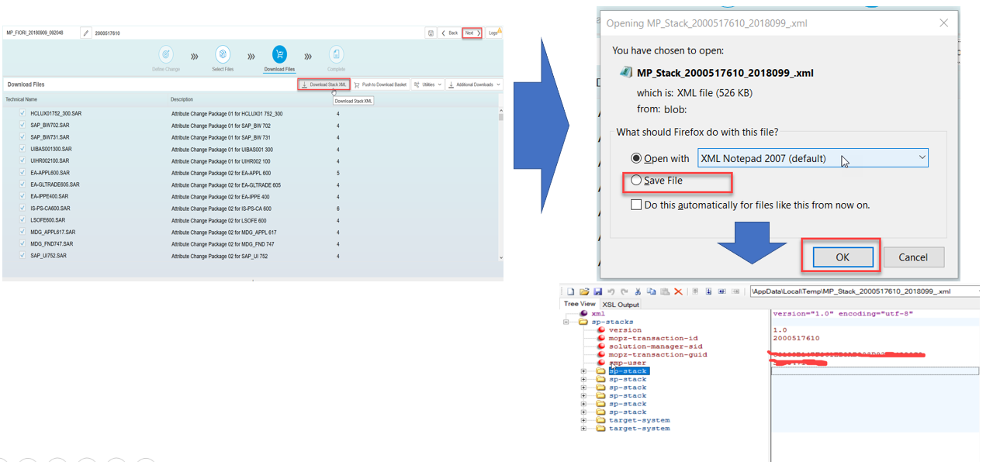 MP_FIORI_20180909_092048
2000517610
Back
Next
Logs
Define Change
Select Files
Download Files
Complete
Download Files
Download Stack XML
Push to Download Basket
Utilities
Additional Downloads
Technical Name
Description
Download Stack XML
HCLUX01752_300.SAR Attribute Change Package 01 for HCLUX01 752_300 4
SAP_BW702.SAR Attribute Change Package 01 for SAP_BW 702 4
SAP_BW731.SAR Attribute Change Package 01 for SAP_BW 731 4
UIBAS001300.SAR Attribute Change Package 01 for UIBAS001 300 4
UIHR002100.SAR Attribute Change Package 01 for UIHR002 100 4
EA-APPL600.SAR Attribute Change Package 02 for EA-APPL 600 5
EA-GLTRADE605.SAR Attribute Change Package 02 for EA-GLTRADE 605 4
EA-IPPE400.SAR Attribute Change Package 02 for EA-IPPE 400 4
IS-PS-CA600.SAR Attribute Change Package 02 for IS-PS-CA 600 6
LSOFE600.SAR Attribute Change Package 02 for LSOFE 600 4
MDG_APPL617.SAR Attribute Change Package 02 for MDG_APPL 617 4
MDG_FND747.SAR Attribute Change Package 02 for MDG_FND 747 4
SAP_UI752.SAR Attribute Change Package 02 for SAP_UI 752 4
Opening MP_Stack_2000517610_2018099_.xml
You have chosen to open:
MP_Stack_2000517610_2018099_.xml
which is: XML file (526 KB)
from: blob:
What should Firefox do with this file?
Open with XML Notepad 2007 (default)
Save File
Do this automatically for files like this from now on.
OK
Cancel
\AppData\Local\Temp\MP_Stack_2000517610_2018099_.xml
Tree View XSL Output
xml version="1.0" encoding="utf-8"
sp-stacks
version 1.0
mopz-transaction-id 2000517610
solution-manager-sid
mopz-transaction-guid
smp-user
sp-stack
sp-stack
sp-stack
sp-stack
sp-stack
sp-stack
target-system
target-system